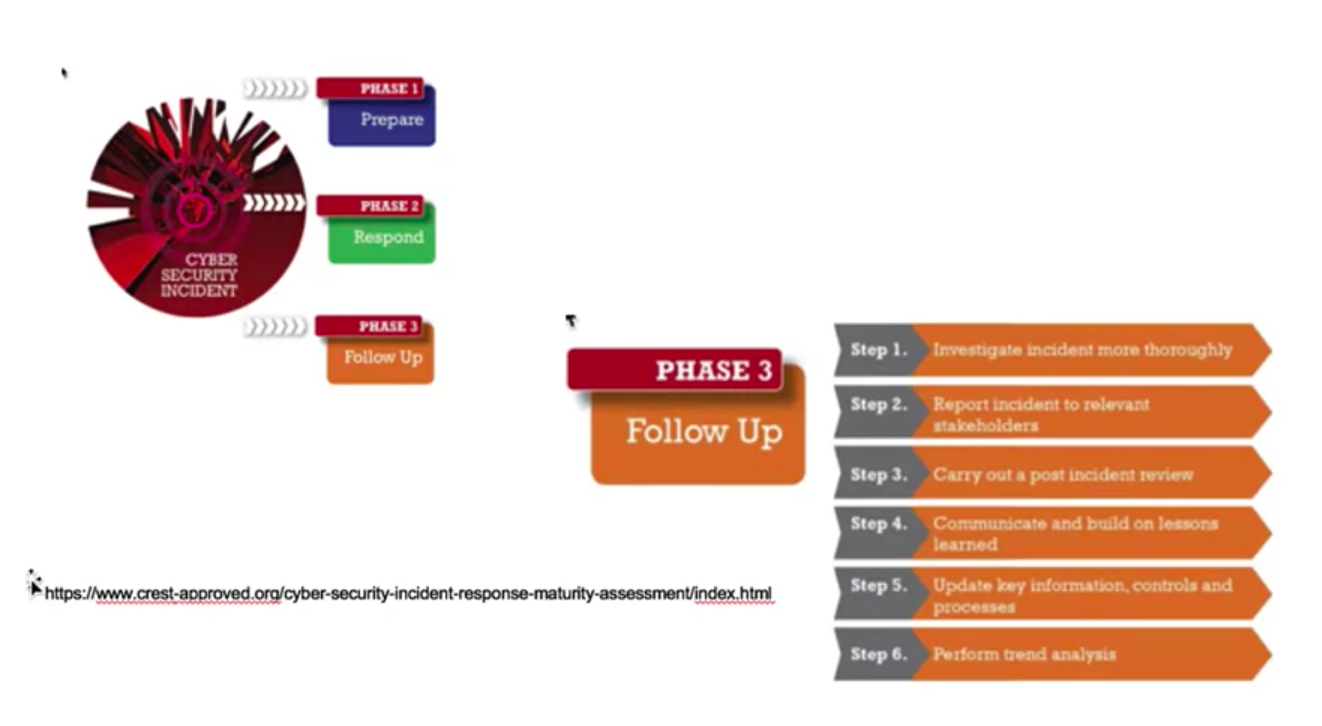 PHASE 1
Prepare
PHASE 2
Respond
CYBER
SECURITY
INCIDENT
PHASE 3
Follow Up
PHASE 3
Follow Up
Step 1. Investigate incident more thoroughly
Step 2. Report incident to relevant
stakeholders
Step 3. Carry out a post incident review
Step 4. Communicate and build on lessons
learned
Step 5. Update key information, controls and
processes
Step 6. Perform trend analysis
https://www.crest-approved.org/cyber-security-incident-response-maturity-assessment/index.html